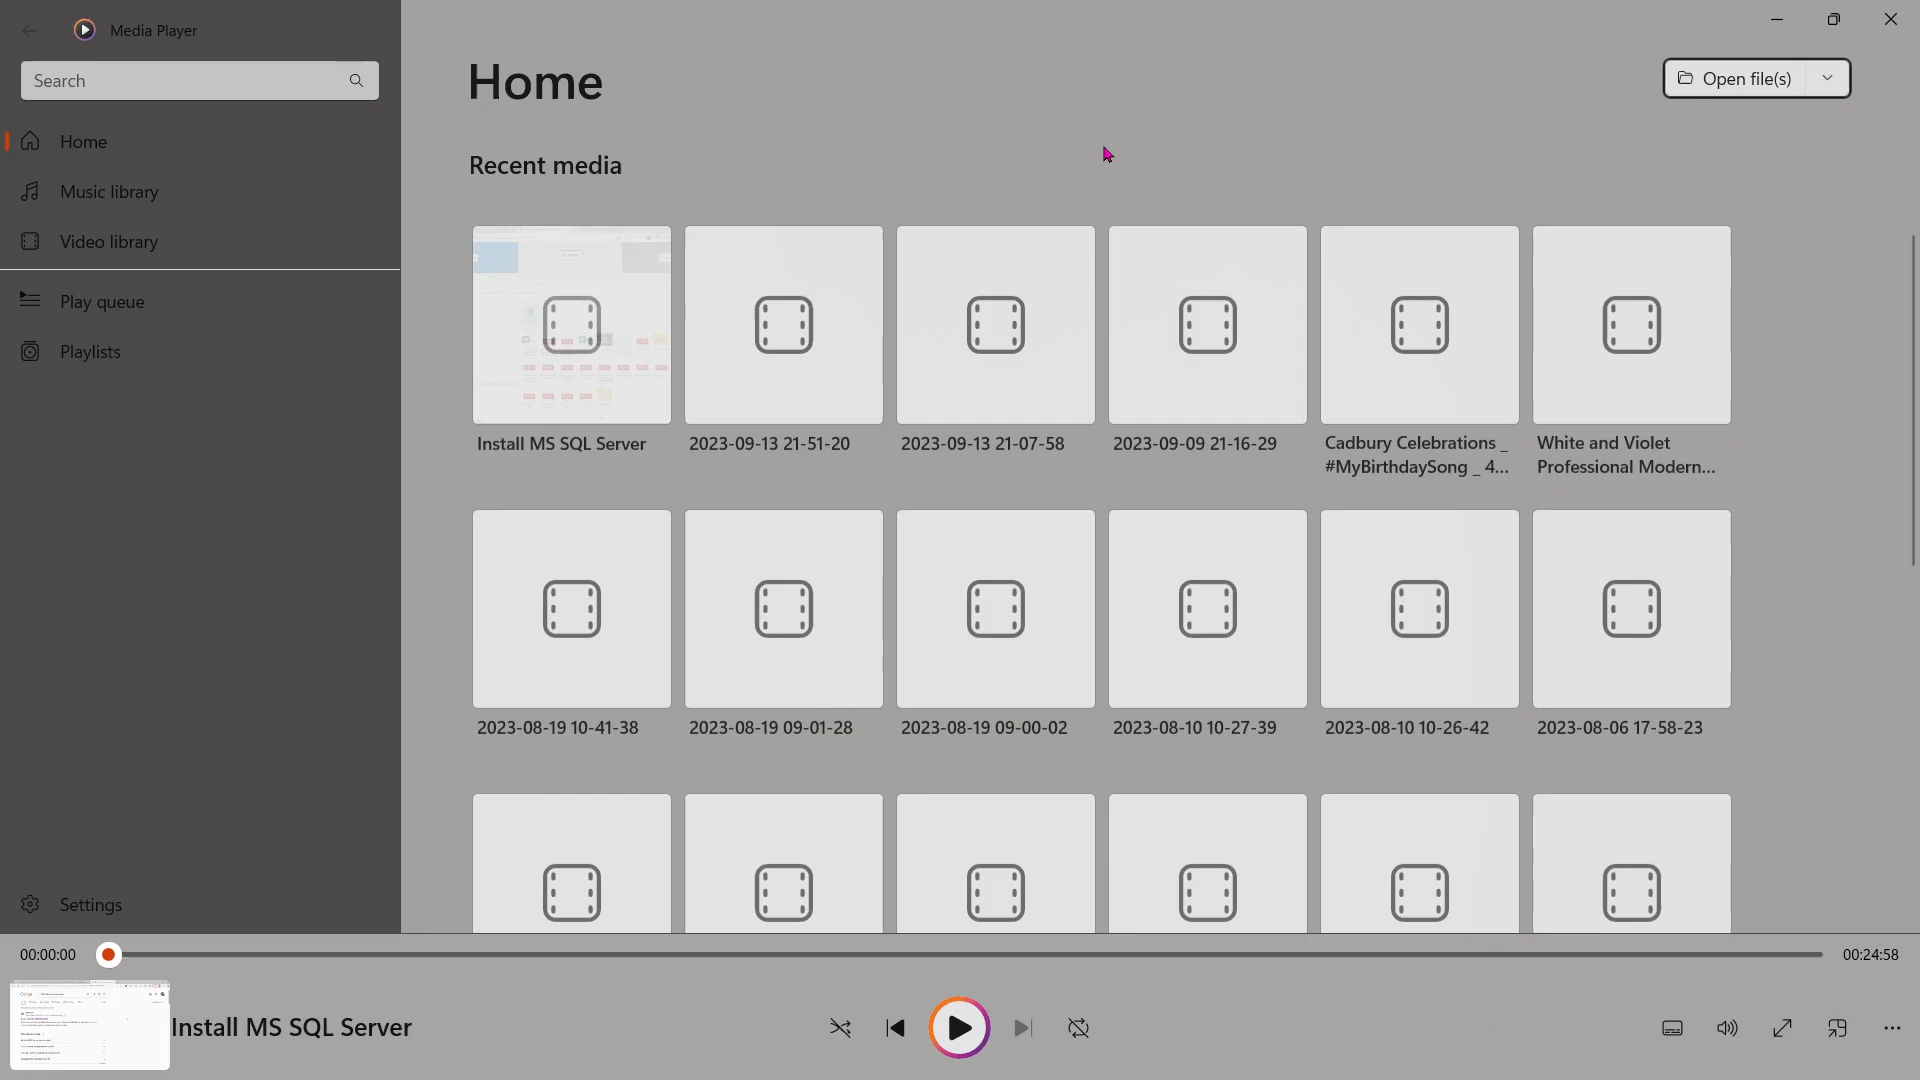 Media Player
Search
Home
Music library
Video library
Play queue
Playlists
Settings
Home
Open file(s)
Recent media
Install MS SQL Server
2023-09-13 21-51-20
2023-09-13 21-07-58
2023-09-09 21-16-29
Cadbury Celebrations _
#MyBirthdaySong _ 4...
White and Violet
Professional Modern...
2023-08-19 10-41-38
2023-08-19 09-01-28
2023-08-19 09-00-02
2023-08-10 10-27-39
2023-08-10 10-26-42
2023-08-06 17-58-23
00:00:00
00:24:58
Install MS SQL Server